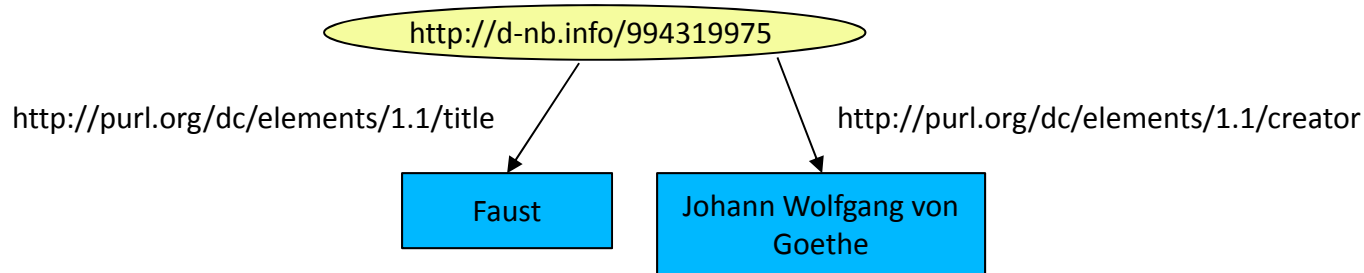 http://d-nb.info/994319975
http://purl.org/dc/elements/1.1/title
http://purl.org/dc/elements/1.1/creator
Faust
Johann Wolfgang von
Goethe